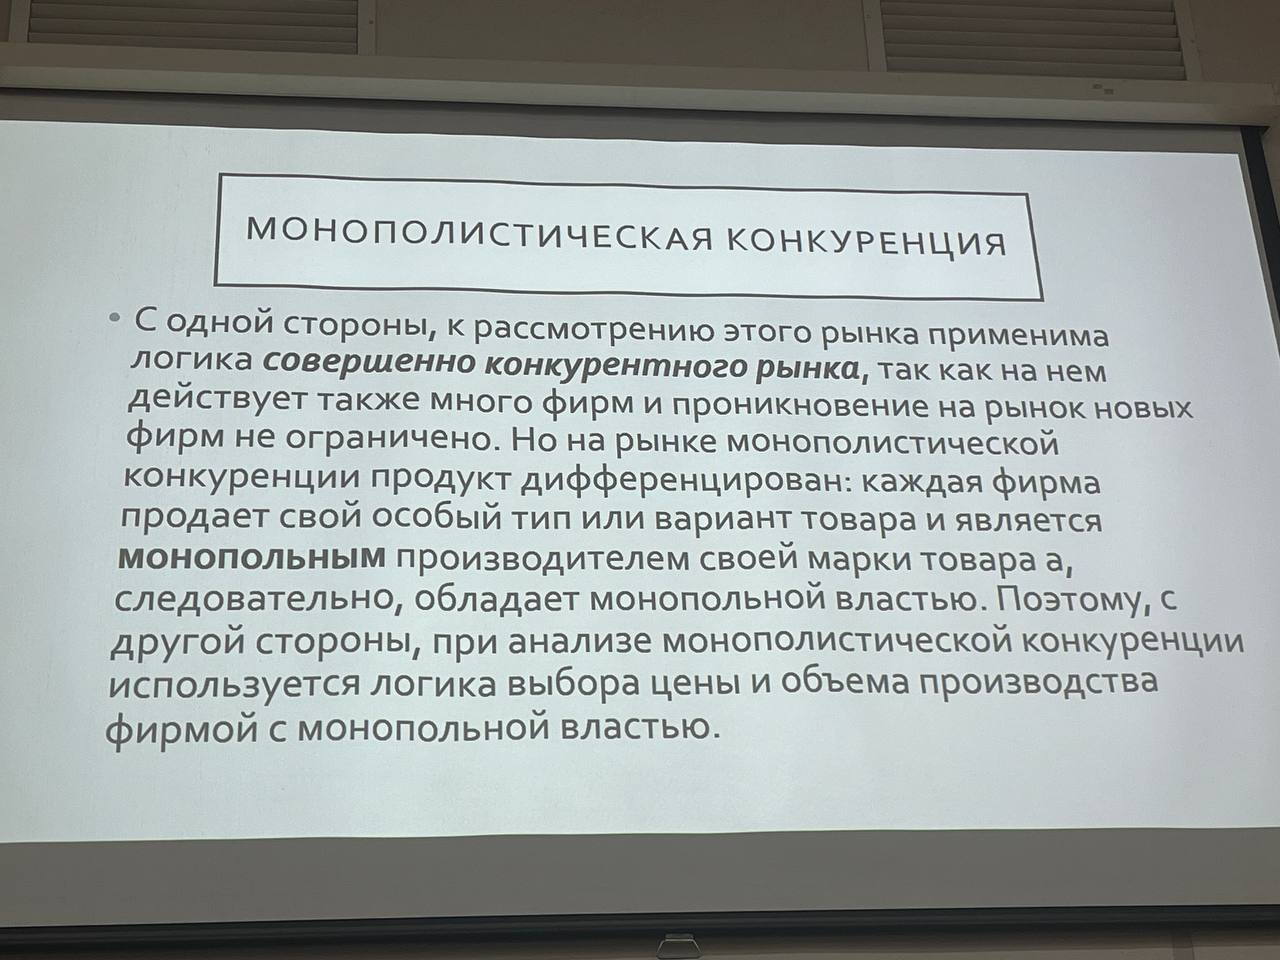 МОНОПОЛИСТИЧЕСКАЯ КОНКУРЕНЦИЯ
• С одной стороны, к рассмотрению этого рынка применима
логика совершенно конкурентного рынка, так как на нем
действует также много фирм и проникновение на рынок новых
фирм не ограничено. Но на рынке монополистической
конкуренции продукт дифференцирован: каждая фирма
продает свой особый тип или вариант товара и является
монопольным производителем своей марки товара а,
следовательно, обладает монопольной властью. Поэтому, с
другой стороны, при анализе монополистической конкуренции
используется логика выбора цены и объема производства
фирмой с монопольной властью.